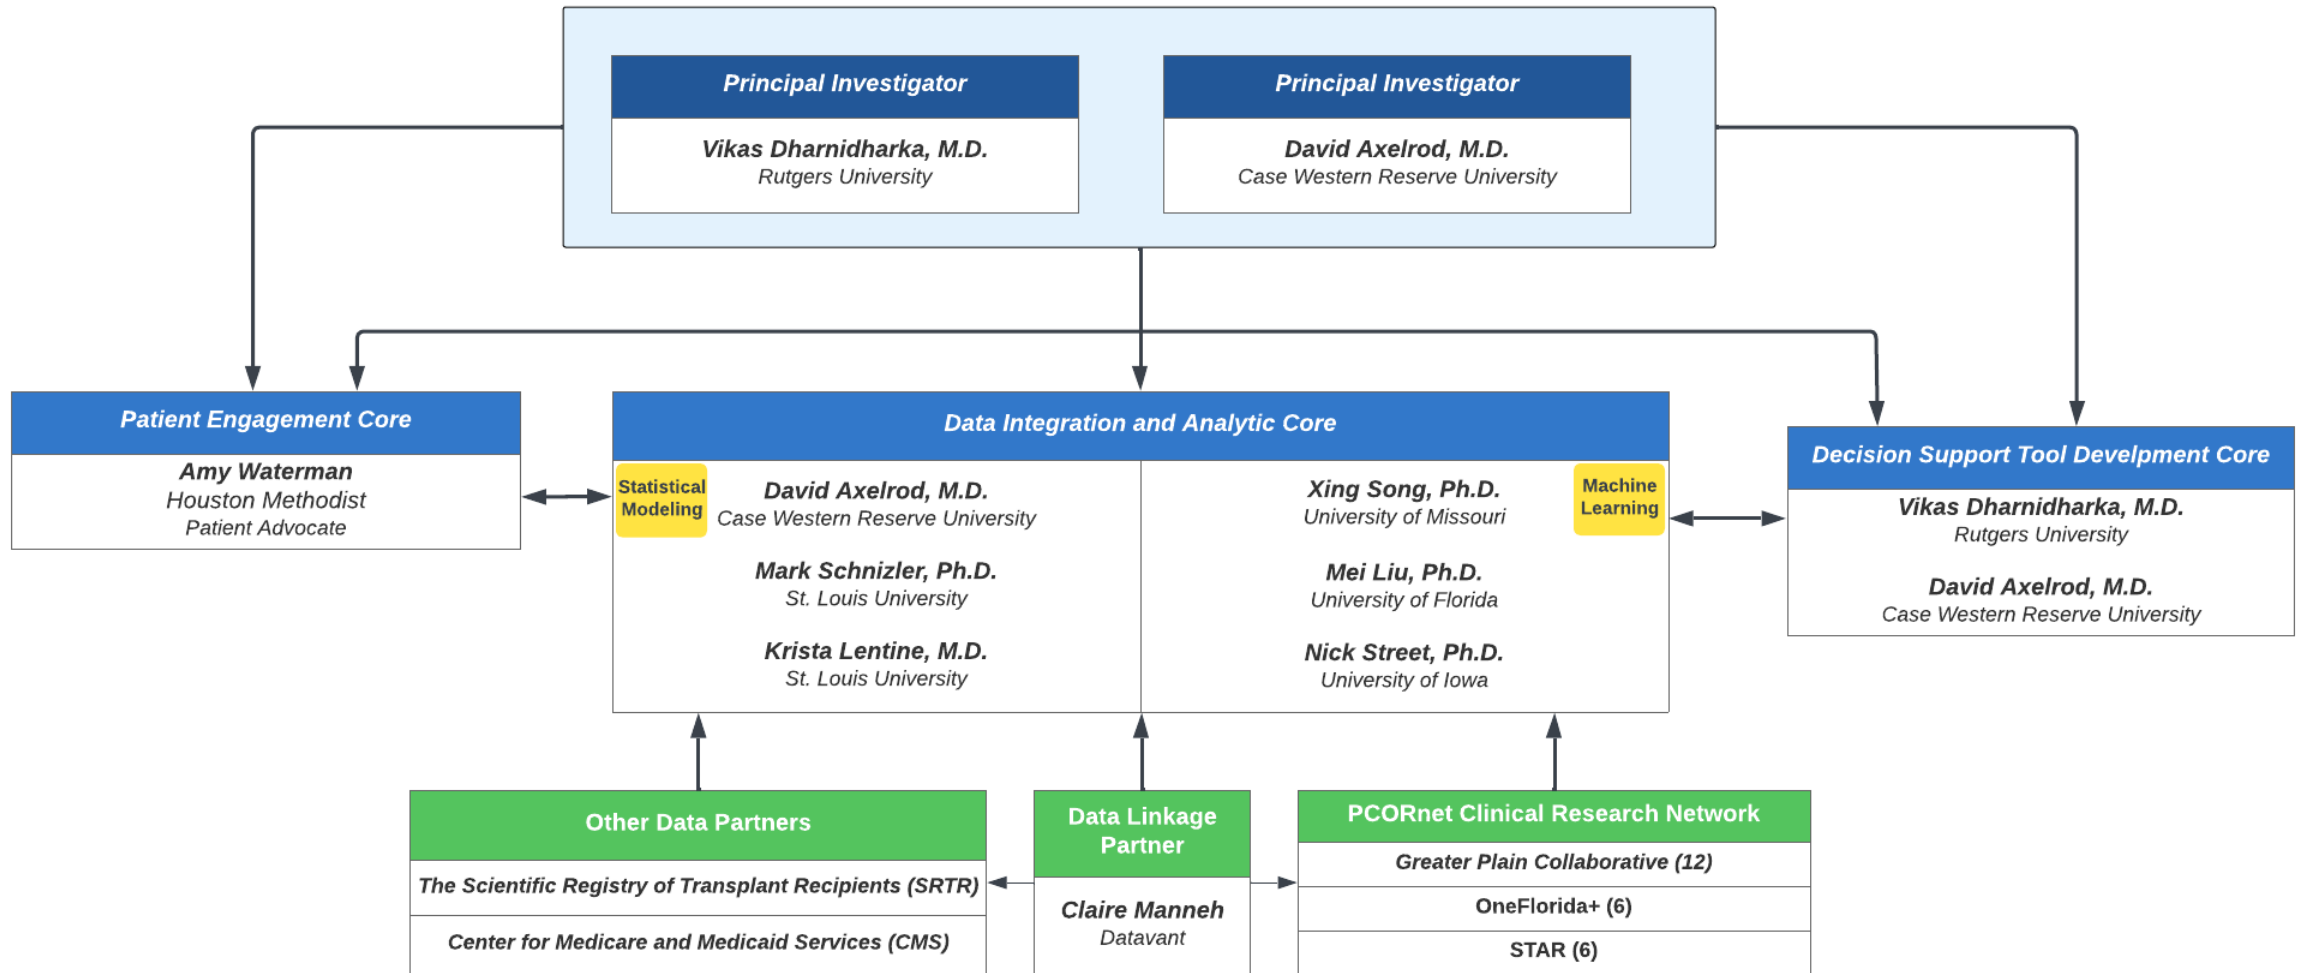 Principal Investigator
Vikas Dharnidharka, M.D.
Rutgers University
Principal Investigator
David Axelrod, M.D.
Case Western Reserve University
Patient Engagement Core
Amy Waterman
Houston Methodist
Patient Advocate
Data Integration and Analytic Core
Statistical
Modeling
David Axelrod, M.D.
Case Western Reserve University
Mark Schnizler, Ph.D.
St. Louis University
Krista Lentine, M.D.
St. Louis University
Xing Song, Ph.D.
University of Missouri
Machine
Learning
Mei Liu, Ph.D.
University of Florida
Nick Street, Ph.D.
University of Iowa
Decision Support Tool Develpment Core
Vikas Dharnidharka, M.D.
Rutgers University
David Axelrod, M.D.
Case Western Reserve University
Other Data Partners
The Scientific Registry of Transplant Recipients (SRTR)
Center for Medicare and Medicaid Services (CMS)
Data Linkage
Partner
Claire Manneh
Datavant
PCORnet Clinical Research Network
Greater Plain Collaborative (12)
OneFlorida+ (6)
STAR (6)